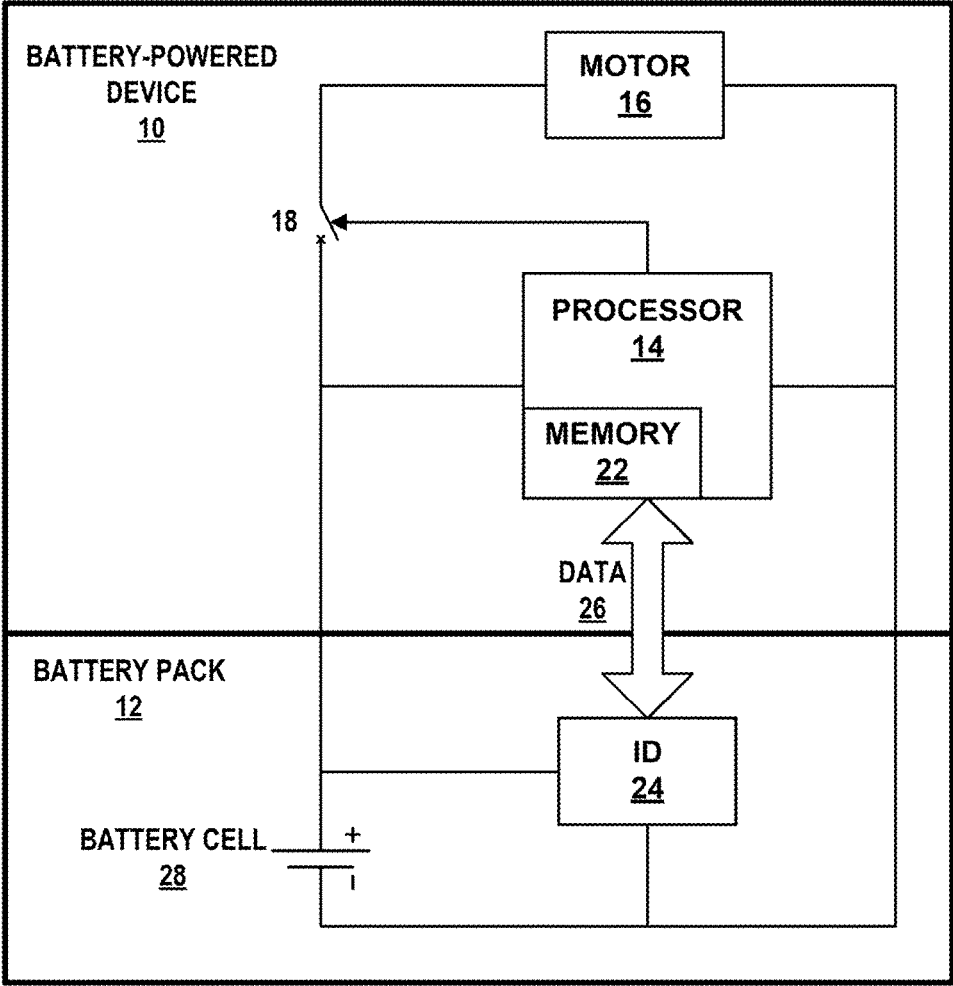 BATTERY-POWERED
DEVICE
10
MOTOR
16
18
PROCESSOR
14
MEMORY
22
DATA
26
BATTERY PACK
12
ID
24
BATTERY CELL
28
+
-